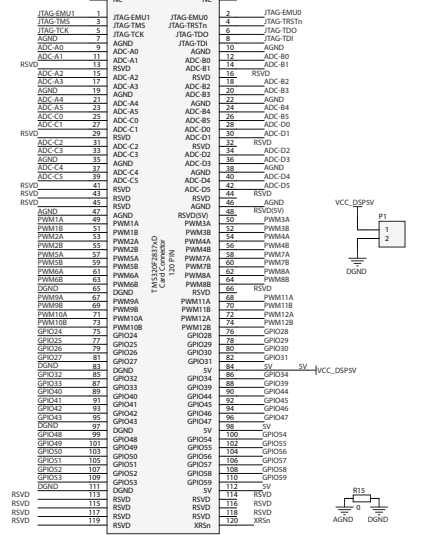 NC NC
JTAG-EMU1 1 JTAG-EMU1 JTAG-EMU0 2 JTAG-EMU0
JTAG-TMS 3 JTAG-TMS JTAG-TRSTn 4 JTAG-TRSTn
JTAG-TCK 5 JTAG-TCK JTAG-TDO 6 JTAG-TDO
AGND 7 AGND JTAG-TDI 8 JTAG-TDI
ADC-A0 9 ADC-A0 AGND 10 AGND
ADC-A1 11 ADC-A1 ADC-B0 12 ADC-B0
RSVD 13 RSVD ADC-B1 14 ADC-B1
ADC-A2 15 ADC-A2 RSVD 16 RSVD
ADC-A3 17 ADC-A3 ADC-B2 18 ADC-B2
AGND 19 AGND ADC-B3 20 ADC-B3
ADC-A4 21 ADC-A4 AGND 22 AGND
ADC-A5 23 ADC-A5 ADC-B4 24 ADC-B4
ADC-C0 25 ADC-C0 ADC-B5 26 ADC-B5
ADC-C1 27 ADC-C1 ADC-D0 28 ADC-D0
RSVD 29 RSVD ADC-D1 30 ADC-D1
ADC-C2 31 ADC-C2 RSVD 32 RSVD
ADC-C3 33 ADC-C3 ADC-D2 34 ADC-D2
AGND 35 AGND ADC-D3 36 ADC-D3
ADC-C4 37 ADC-C4 AGND 38 AGND
ADC-C5 39 ADC-C5 ADC-D4 40 ADC-D4
RSVD 41 RSVD ADC-D5 42 ADC-D5
RSVD 43 RSVD RSVD 44 RSVD
RSVD 45 RSVD AGND 46 AGND
AGND 47 AGND RSVD(5V) 48 RSVD(5V)
PWM1A 49 PWM1A PWM3A 50 PWM3A
PWM1B 51 PWM1B PWM3B 52 PWM3B
PWM2A 53 PWM2A PWM4A 54 PWM4A
PWM2B 55 PWM2B PWM4B 56 PWM4B
PWM5A 57 PWM5A PWM7A 58 PWM7A
PWM5B 59 PWM5B PWM7B 60 PWM7B
PWM6A 61 PWM6A PWM8A 62 PWM8A
PWM6B 63 PWM6B PWM8B 64 PWM8B
DGND 65 DGND RSVD 66 RSVD
PWM9A 67 PWM9A PWM11A 68 PWM11A
PWM9B 69 PWM9B PWM11B 70 PWM11B
PWM10A 71 PWM10A PWM12A 72 PWM12A
PWM10B 73 PWM10B PWM12B 74 PWM12B
GPIO24 75 GPIO24 GPIO28 76 GPIO28
GPIO25 77 GPIO25 GPIO29 78 GPIO29
GPIO26 79 GPIO26 GPIO30 80 GPIO30
GPIO27 81 GPIO27 GPIO31 82 GPIO31
DGND 83 DGND 5V 84 5V 5V VCC_DSP5V
GPIO32 85 GPIO32 GPIO34 86 GPIO34
GPIO33 87 GPIO33 GPIO39 88 GPIO39
GPIO40 89 GPIO40 GPIO44 90 GPIO44
GPIO41 91 GPIO41 GPIO45 92 GPIO45
GPIO42 93 GPIO42 GPIO46 94 GPIO46
GPIO43 95 GPIO43 GPIO47 96 GPIO47
DGND 97 DGND 5V 98 5V
GPIO48 99 GPIO48 GPIO54 100 GPIO54
GPIO49 101 GPIO49 GPIO55 102 GPIO55
GPIO50 103 GPIO50 GPIO56 104 GPIO56
GPIO51 105 GPIO51 GPIO57 106 GPIO57
GPIO52 107 GPIO52 GPIO58 108 GPIO58
GPIO53 109 GPIO53 GPIO59 110 GPIO59
DGND 111 DGND 5V 112 5V
RSVD 113 RSVD RSVD 114 RSVD
RSVD 115 RSVD RSVD 116 RSVD
RSVD 117 RSVD RSVD 118 RSVD
RSVD 119 RSVD XRSn 120 XRSn
TMS320F2837xD
Card Connector
120 PIN
VCC_DSP5V
P1
1
2
DGND
R15
0
AGND DGND